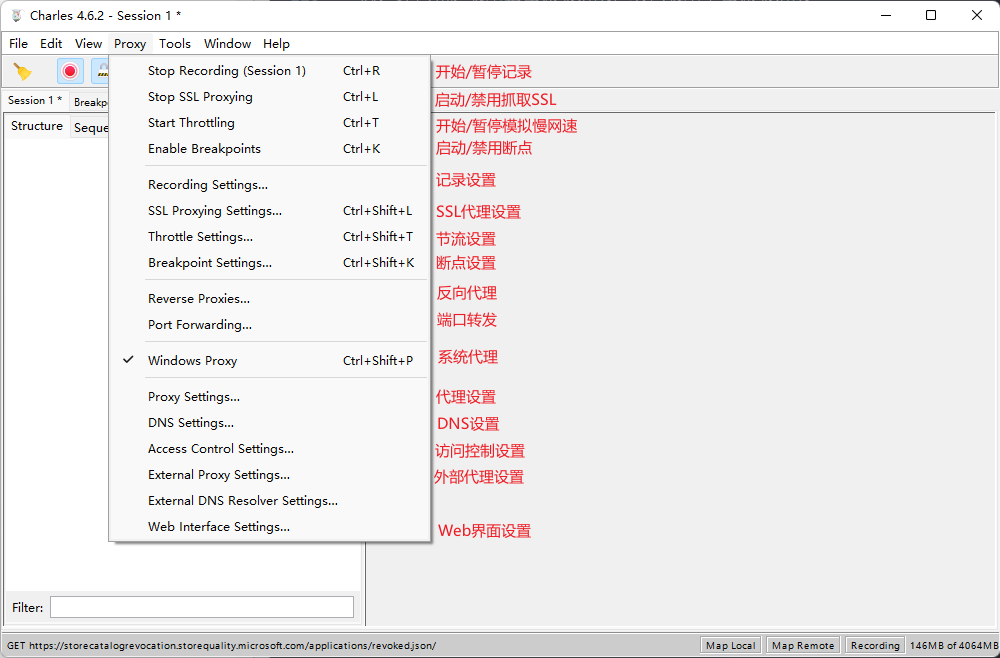 Charles 4.6.2 - Session 1 *
File Edit View Proxy Tools Window Help
Stop Recording (Session 1) Ctrl+R 开始/暂停记录
Session 1 * Breakp
Stop SSL Proxying Ctrl+L 启动/禁用抓取SSL
Structure Seque
Start Throttling Ctrl+T 开始/暂停模拟慢网速
Enable Breakpoints Ctrl+K 启动/禁用断点
Recording Settings... 记录设置
SSL Proxying Settings... Ctrl+Shift+L SSL代理设置
Throttle Settings... Ctrl+Shift+T 节流设置
Breakpoint Settings... Ctrl+Shift+K 断点设置
Reverse Proxies... 反向代理
Port Forwarding... 端口转发
Windows Proxy Ctrl+Shift+P 系统代理
Proxy Settings... 代理设置
DNS Settings... DNS设置
Access Control Settings... 访问控制设置
External Proxy Settings... 外部代理设置
External DNS Resolver Settings...
Web Interface Settings... Web界面设置
Filter:
GET https://storecatalogrevocation.storequality.microsoft.com/applications/revoked.json/ Map Local Map Remote Recording 146MB of 4064MB